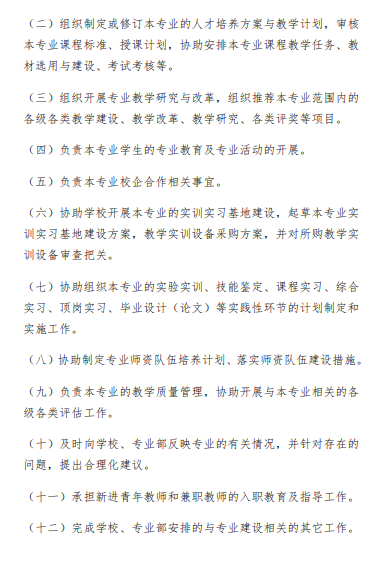 （二）组织制定或修订本专业的人才培养方案与教学计划，审核
本专业课程标准、授课计划，协助安排本专业课程教学任务、教
材选用与建设、考试考核等。
（三）组织开展专业教学研究与改革，组织推荐本专业范围内的
各级各类教学建设、教学改革、教学研究、各类评奖等项目。
（四）负责本专业学生的专业教育及专业活动的开展。
（五）负责本专业校企合作相关事宜。
（六）协助学校开展本专业的实训实习基地建设，起草本专业实
训实习基地建设方案，教学实训设备采购方案，并对所购教学实
训设备审查把关。
（七）协助组织本专业的实验实训、技能鉴定、课程实习、综合
实习、顶岗实习、毕业设计（论文）等实践性环节的计划制定和
实施工作。
（八）协助制定专业师资队伍培养计划、落实师资队伍建设措施。
（九）负责本专业的教学质量管理，协助开展与本专业相关的各
级各类评估工作。
（十）及时向学校、专业部反映专业的有关情况，并针对存在的
问题，提出合理化建议。
（十一）承担新进青年教师和兼职教师的入职教育及指导工作。
（十二）完成学校、专业部安排的与专业建设相关的其它工作。